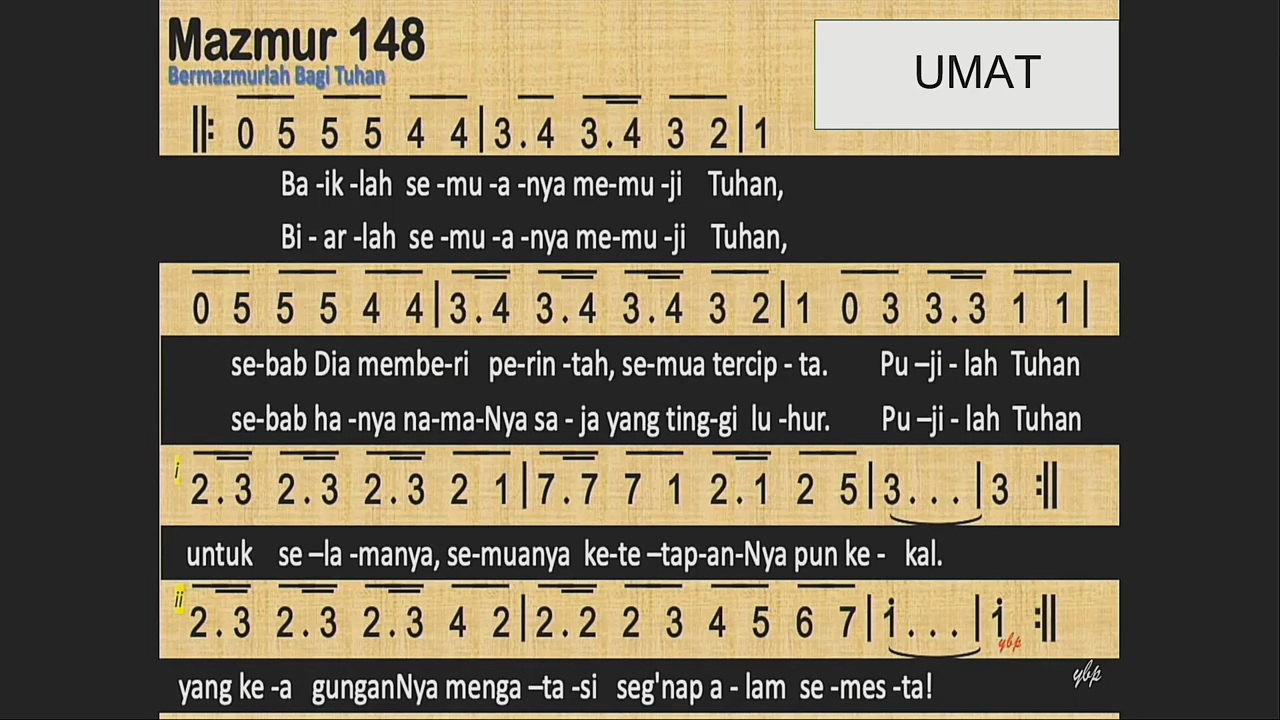 Mazmur 148
Bermazmurlah Bagi Tuhan
UMAT
‖: 0 5 5 5 4 4 | 3 . 4 3 . 4 3 2 | 1
Ba -ik -lah se -mu -a -nya me-mu -ji Tuhan,
Bi - ar -lah se -mu -a -nya me-mu -ji Tuhan,
0 5 5 5 4 4 | 3 . 4 3 . 4 3 . 4 3 2 | 1 0 3 3 . 3 1 1 |
se-bab Dia membe-ri pe-rin -tah, se-mua tercip - ta. Pu –ji - lah Tuhan
se-bab ha -nya na-ma-Nya sa - ja yang ting-gi lu -hur. Pu –ji - lah Tuhan
i 2 . 3 2 . 3 2 . 3 2 1 | 7 . 7 7 1 2 . 1 2 5 | 3 . . . | 3 :‖
untuk se –la -manya, se-muanya ke-te –tap-an-Nya pun ke - kal.
ii 2 . 3 2 . 3 2 . 3 4 2 | 2 . 2 2 3 4 5 6 7 | 1̇ . . . | 1̇ :‖
ybp
yang ke -a gunganNya menga –ta -si seg'nap a - lam se -mes -ta!
ybp